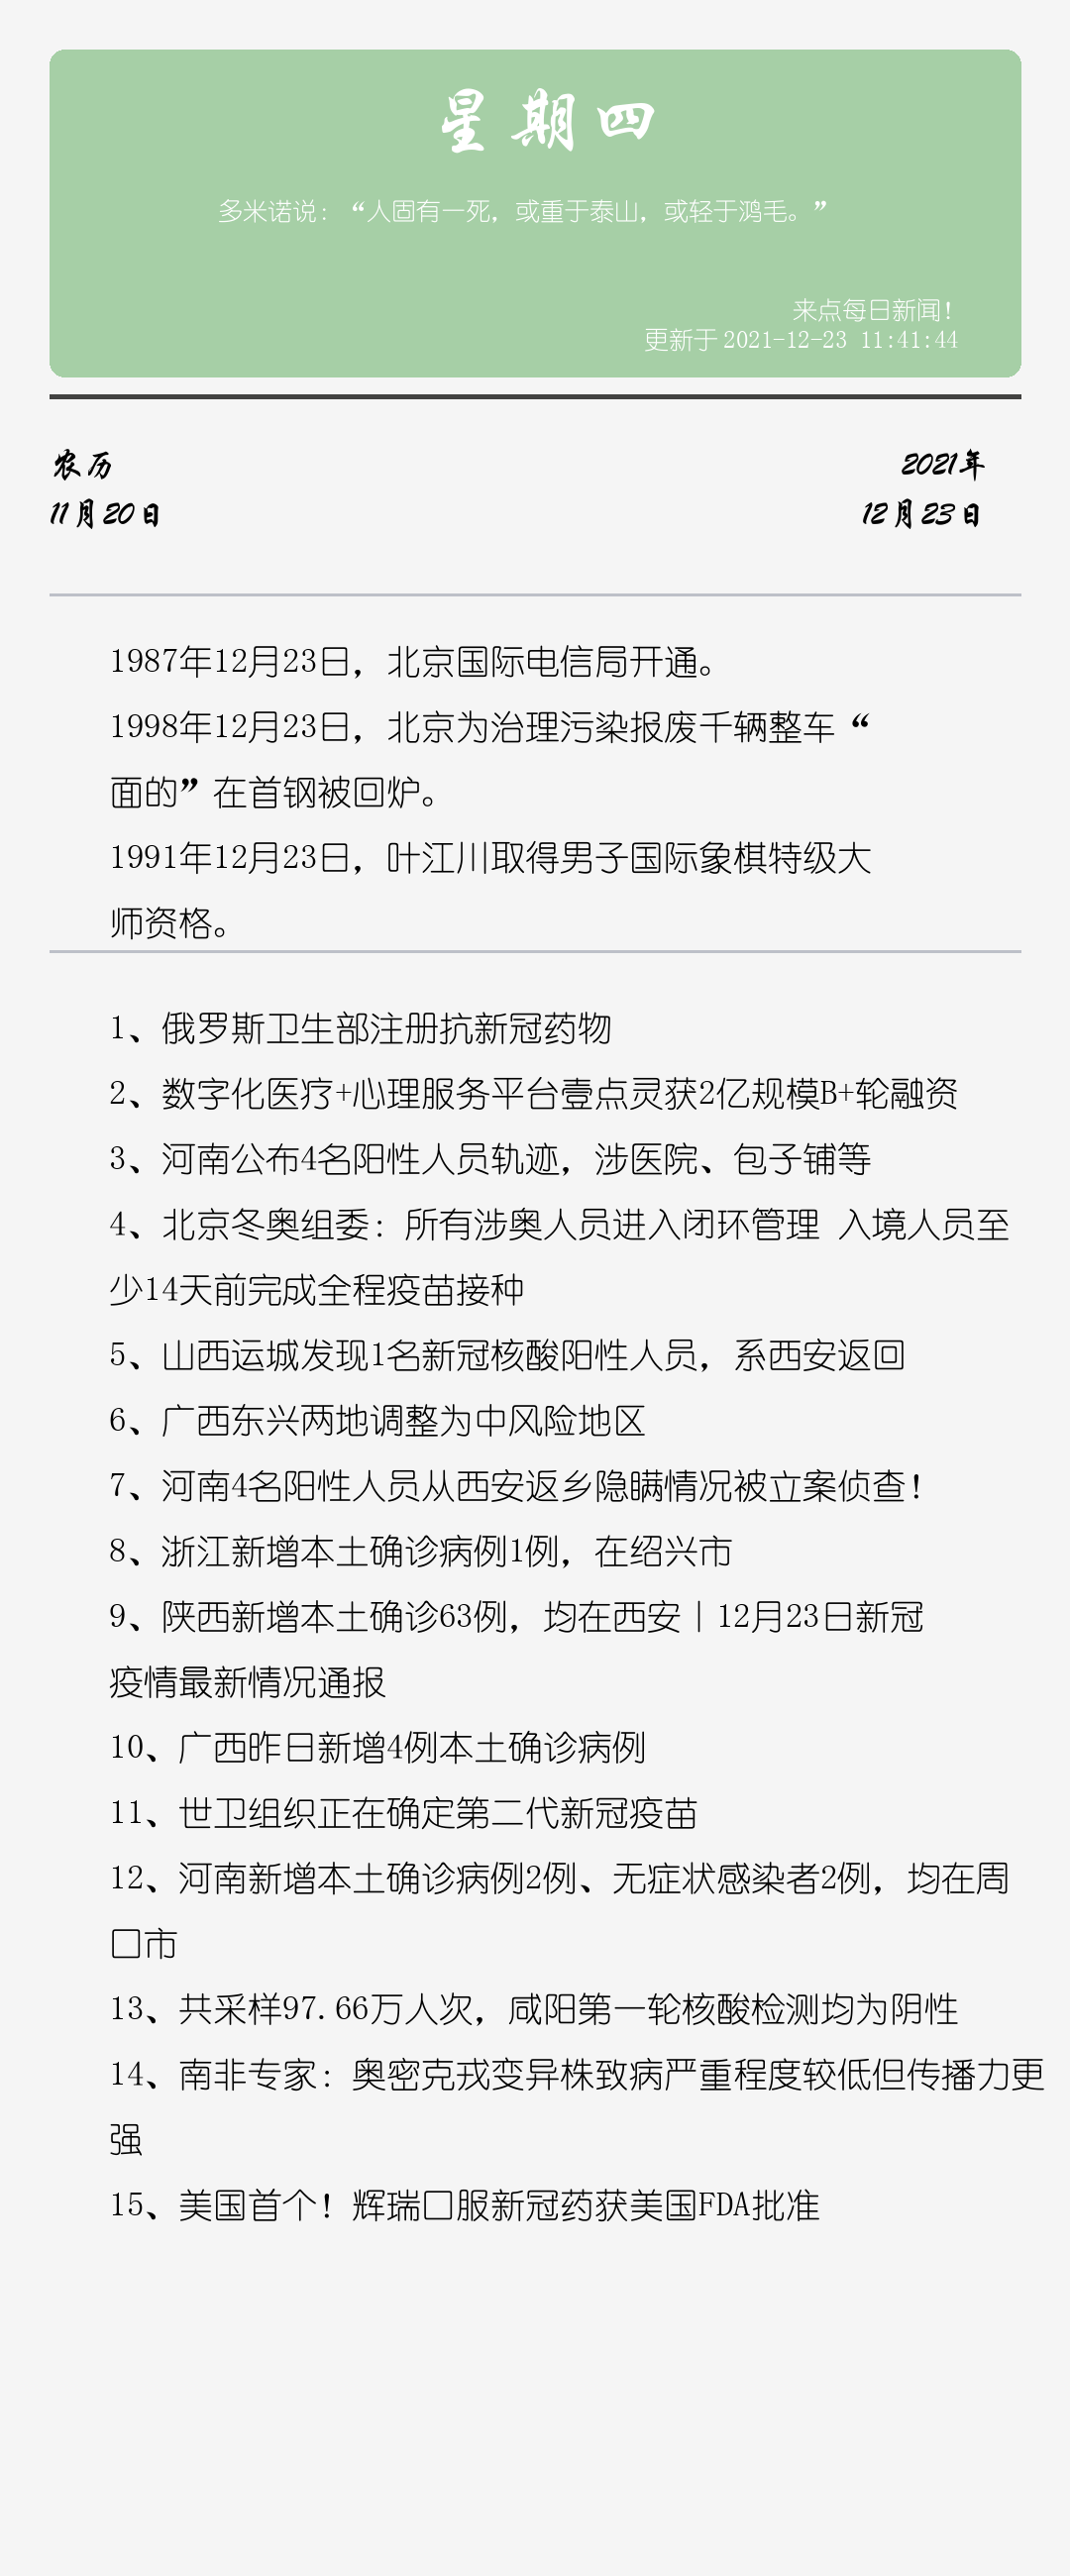 星期四
多米诺说：“人固有一死，或重于泰山，或轻于鸿毛。”
来点每日新闻！
更新于2021-12-23 11:41:44
农历
2021年
11月20日
12月23日
1987年12月23日，北京国际电信局开通。
1998年12月23日，北京为治理污染报废千辆整车“
面的”在首钢被回炉。
1991年12月23日，叶江川取得男子国际象棋特级大
师资格。
1、俄罗斯卫生部注册抗新冠药物
2、数字化医疗+心理服务平台壹点灵获2亿规模B+轮融资
3、河南公布4名阳性人员轨迹，涉医院、包子铺等
4、北京冬奥组委：所有涉奥人员进入闭环管理 入境人员至
少14天前完成全程疫苗接种
5、山西运城发现1名新冠核酸阳性人员，系西安返回
6、广西东兴两地调整为中风险地区
7、河南4名阳性人员从西安返乡隐瞒情况被立案侦查！
8、浙江新增本土确诊病例1例，在绍兴市
9、陕西新增本土确诊63例，均在西安｜12月23日新冠
疫情最新情况通报
10、广西昨日新增4例本土确诊病例
11、世卫组织正在确定第二代新冠疫苗
12、河南新增本土确诊病例2例、无症状感染者2例，均在周
口市
13、共采样97.66万人次，咸阳第一轮核酸检测均为阴性
14、南非专家：奥密克戎变异株致病严重程度较低但传播力更
强
15、美国首个！辉瑞口服新冠药获美国FDA批准